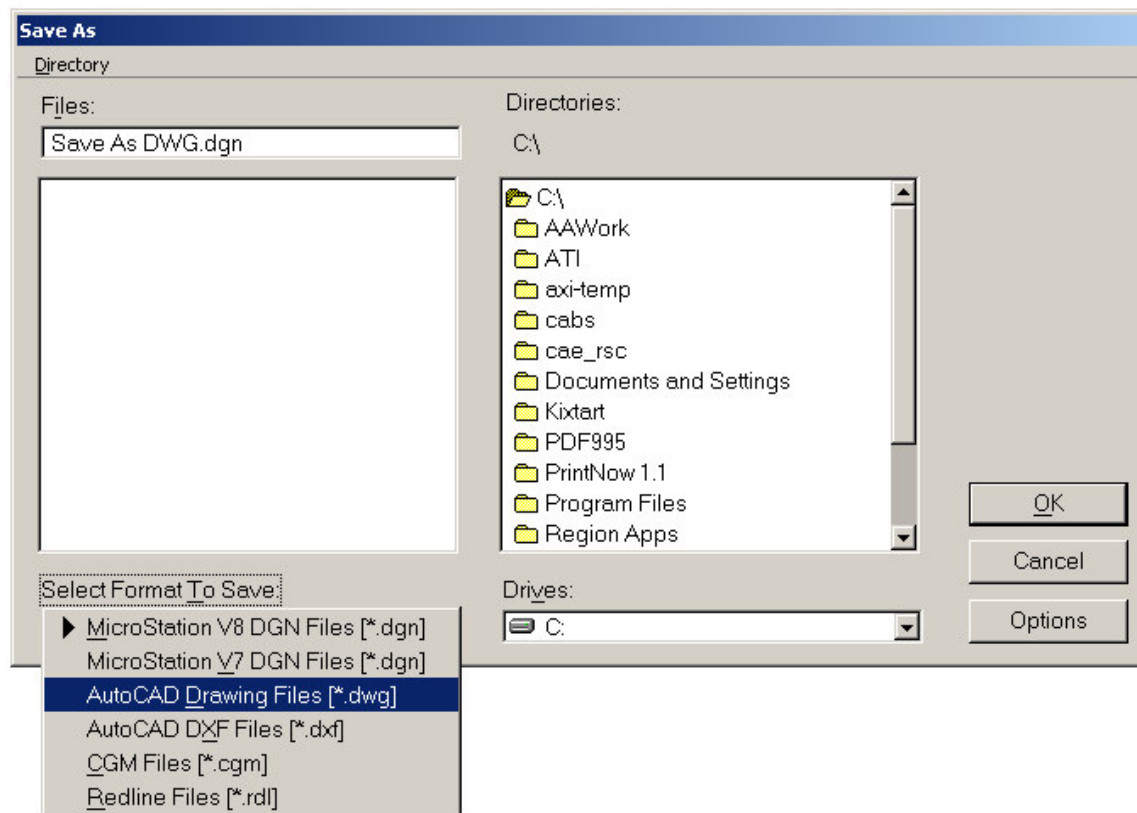 Save As
Directory
Files:
Save As DWG.dgn
Directories:
C:\
C:\
AAWork
ATI
axi-temp
cabs
cae_rsc
Documents and Settings
Kixtart
PDF995
PrintNow 1.1
Program Files
Region Apps
OK
Cancel
Options
Select Format To Save:
MicroStation V8 DGN Files [*.dgn]
MicroStation V7 DGN Files [*.dgn]
AutoCAD Drawing Files [*.dwg]
AutoCAD DXF Files [*.dxf]
CGM Files [*.cgm]
Redline Files [*.rdl]
Drives:
C: